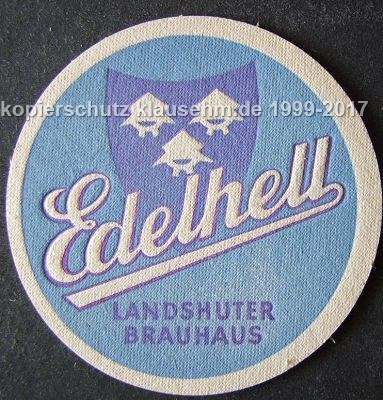 kopierschutz klausehm.de 1999-2017
Edelhell
LANDSHUTER
BRAUHAUS